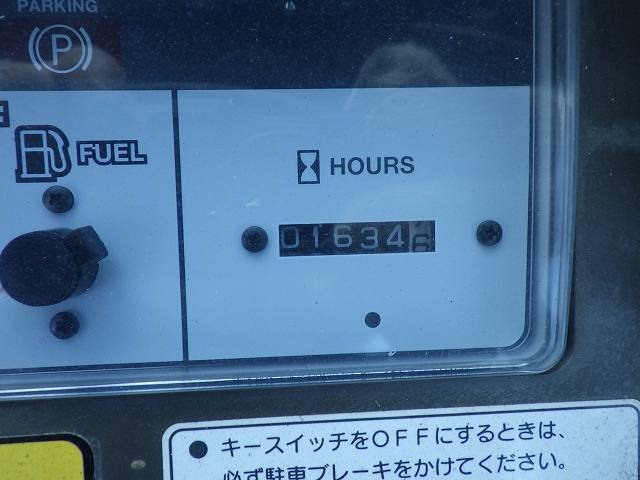 PARKING
P
FUEL
HOURS
016346
●キースイッチをOFFにするときは、
必ず駐車ブレーキをかけてください。